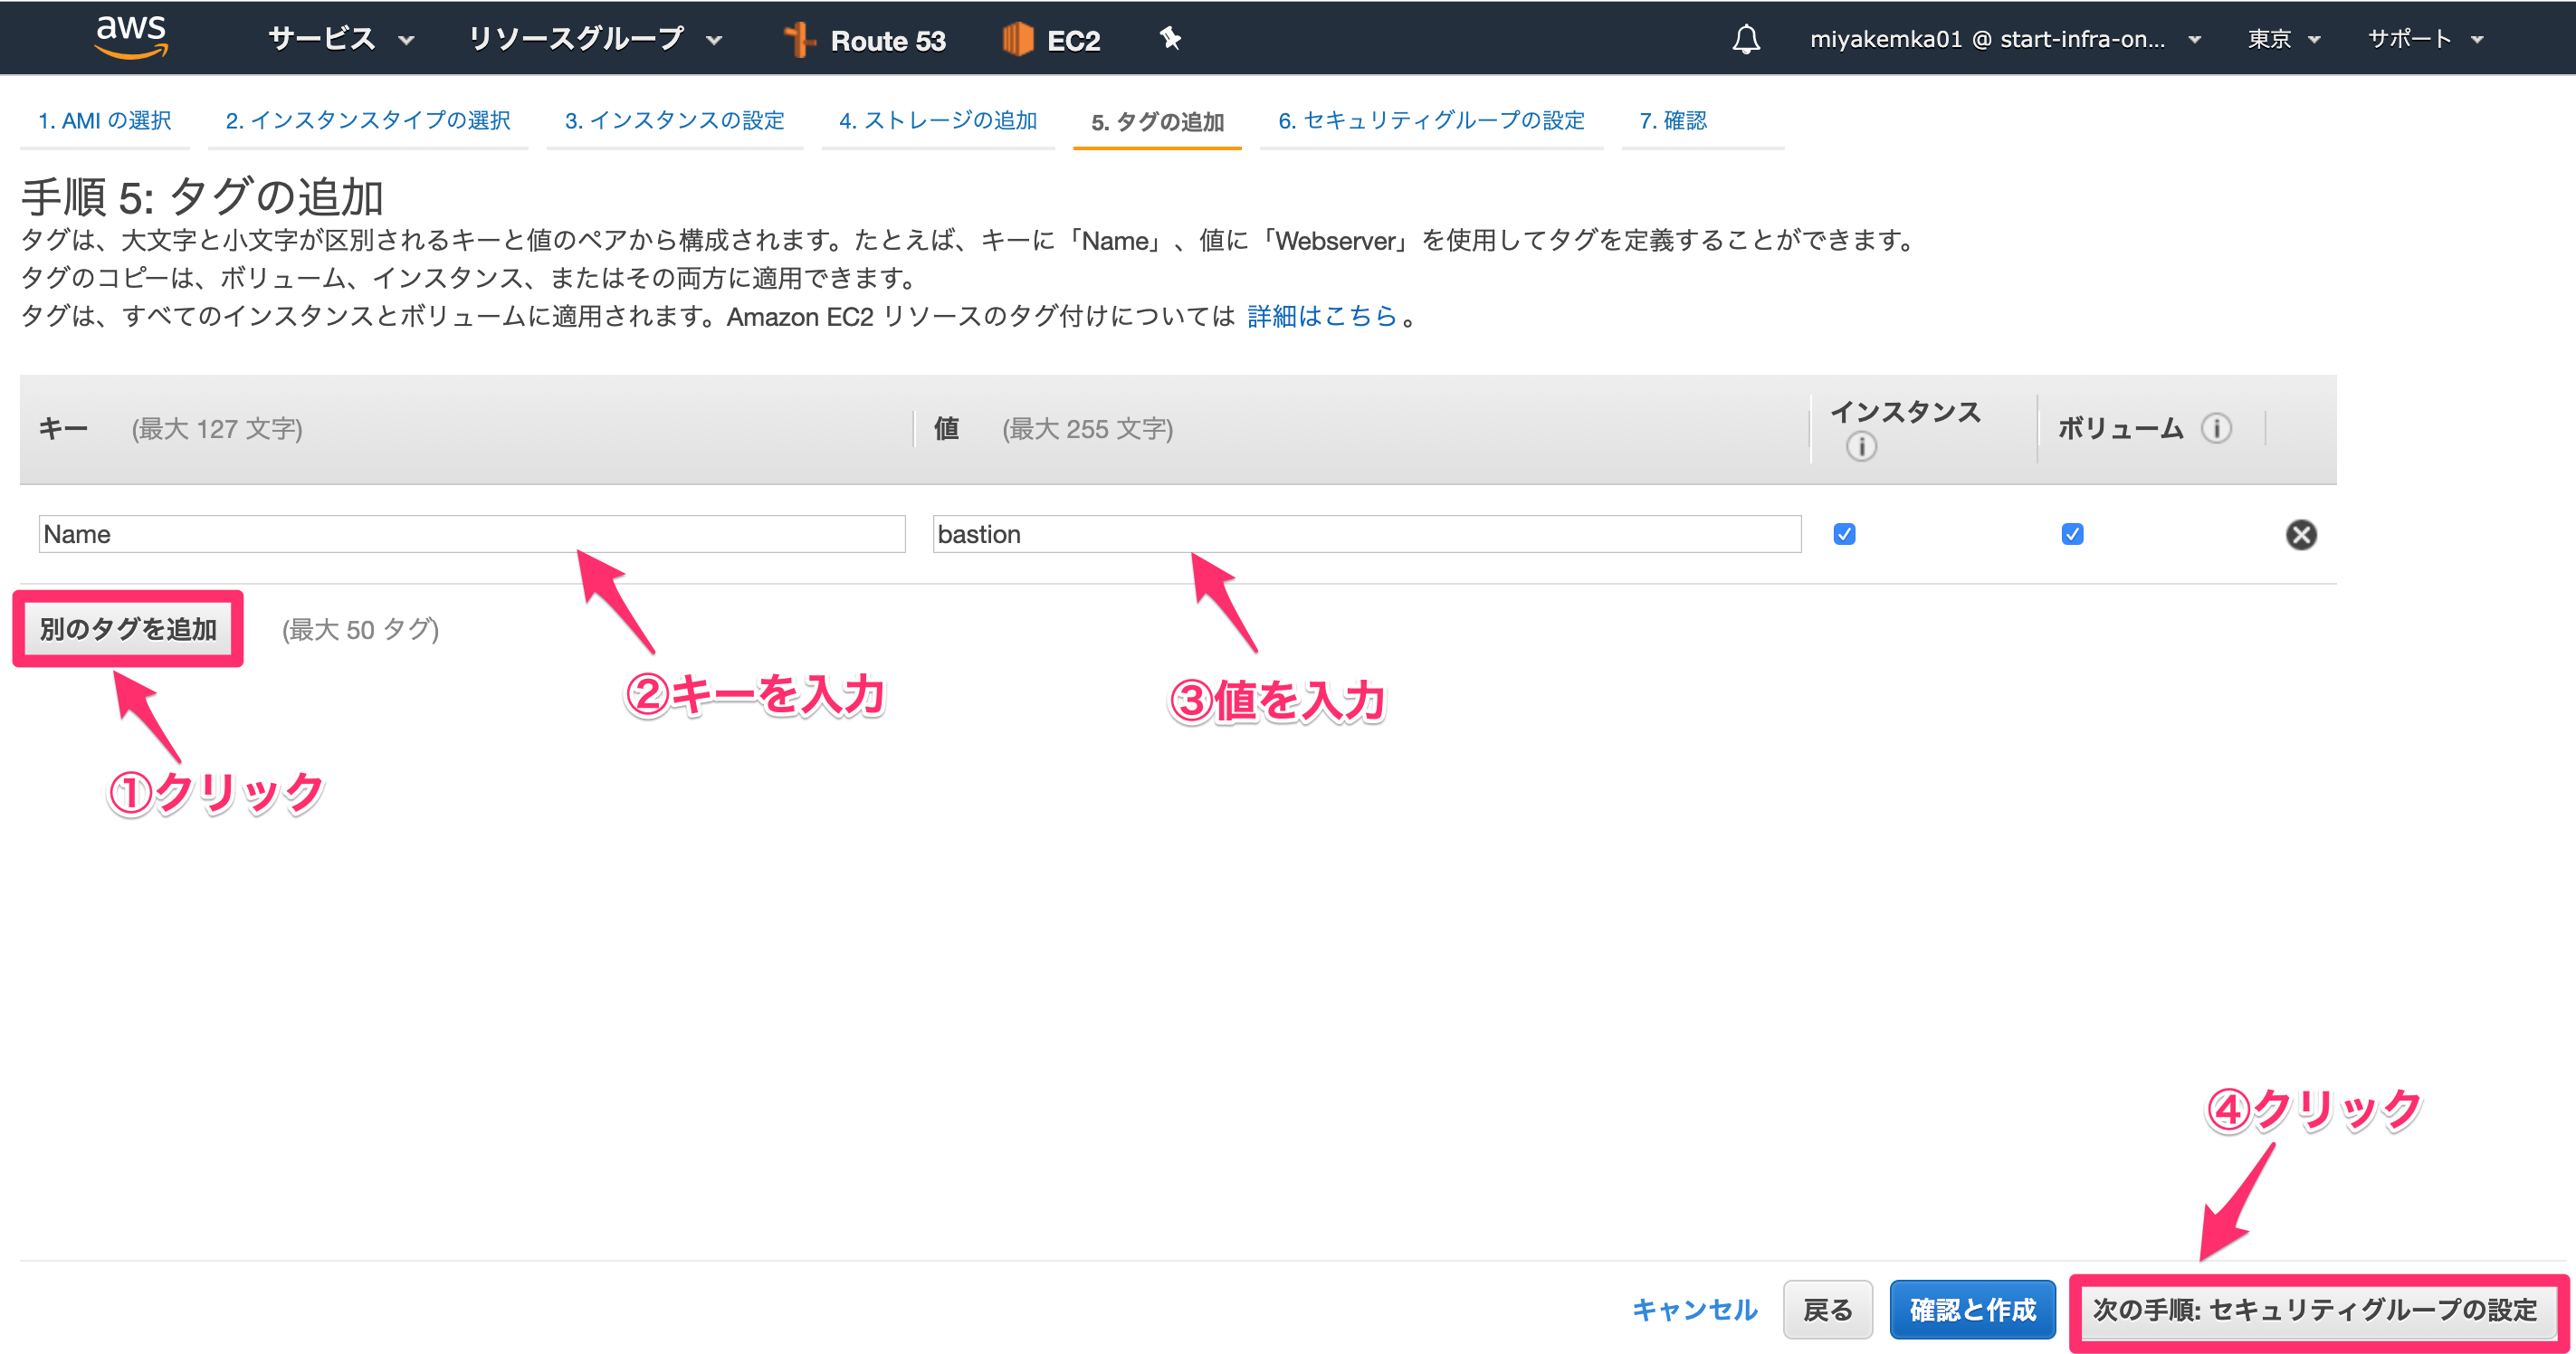 aws サービス リソースグループ Route 53 EC2 miyakemka01 @ start-infra-on... 東京 サポート
1. AMI の選択 2. インスタンスタイプの選択 3. インスタンスの設定 4. ストレージの追加 5. タグの追加 6. セキュリティグループの設定 7. 確認
手順 5: タグの追加
タグは、大文字と小文字が区別されるキーと値のペアから構成されます。たとえば、キーに「Name」、値に「Webserver」を使用してタグを定義することができます。
タグのコピーは、ボリューム、インスタンス、またはその両方に適用できます。
タグは、すべてのインスタンスとボリュームに適用されます。Amazon EC2 リソースのタグ付けについては 詳細はこちら 。
キー (最大 127 文字) 値 (最大 255 文字) インスタンス ボリューム
Name bastion
別のタグを追加 (最大 50 タグ)
②キーを入力 ③値を入力
①クリック
④クリック
キャンセル 戻る 確認と作成 次の手順: セキュリティグループの設定